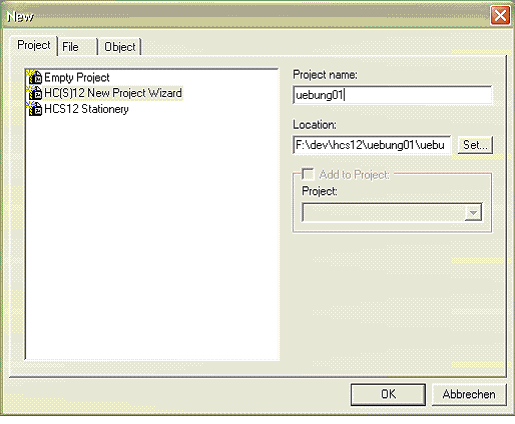 New
Project File Object
Empty Project
HC(S)12 New Project Wizard
HCS12 Stationery
Project name:
uebung01
Location:
F:\dev\hcs12\uebung01\uebu Set...
Add to Project
Project:
OK Abbrechen